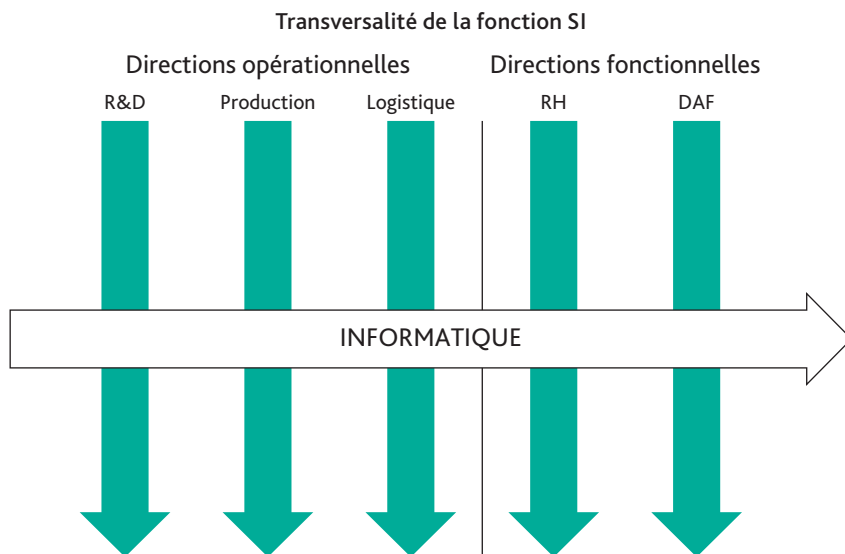 Transversalité de la fonction SI
Directions opérationnelles
Directions fonctionnelles
R&D
Production
Logistique
RH
DAF
INFORMATIQUE